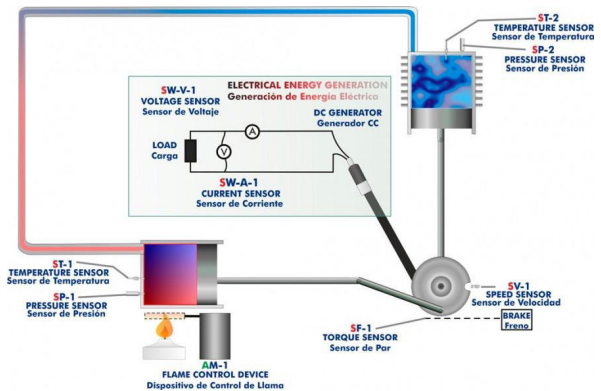 ST-2
TEMPERATURE SENSOR
Sensor de Temperatura
SP-2
PRESSURE SENSOR
Sensor de Presión
ELECTRICAL ENERGY GENERATION
Generación de Energía Eléctrica
SW-V-1
VOLTAGE SENSOR
Sensor de Voltaje
DC GENERATOR
Generador CC
A
LOAD
Carga
V
SW-A-1
CURRENT SENSOR
Sensor de Corriente
ST-1
TEMPERATURE SENSOR
Sensor de Temperatura
SP-1
PRESSURE SENSOR
Sensor de Presión
SV-1
SPEED SENSOR
Sensor de Velocidad
BRAKE
Freno
SF-1
TORQUE SENSOR
Sensor de Par
AM-1
FLAME CONTROL DEVICE
Dispositivo de Control de Llama